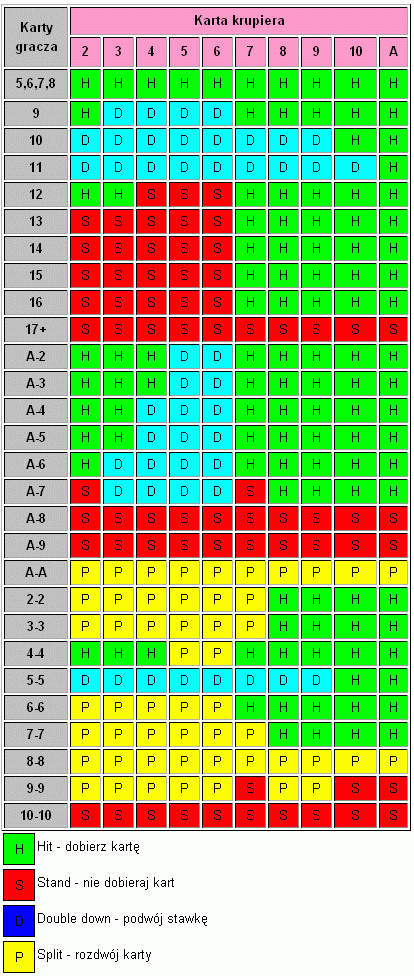 Karty gracza Karta krupiera
2 3 4 5 6 7 8 9 10 A
5,6,7,8 H H H H H H H H H H
9 H D D D D H H H H H
10 D D D D D D D D H H
11 D D D D D D D D D H
12 H H S S S H H H H H
13 S S S S S H H H H H
14 S S S S S H H H H H
15 S S S S S H H H H H
16 S S S S S H H H H H
17+ S S S S S S S S S S
A-2 H H H D D H H H H H
A-3 H H H D D H H H H H
A-4 H H D D D H H H H H
A-5 H H D D D H H H H H
A-6 H D D D D H H H H H
A-7 S D D D D S H H H H
A-8 S S S S S S S S S S
A-9 S S S S S S S S S S
A-A P P P P P P P P P P
2-2 P P P P P P H H H H
3-3 P P P P P P H H H H
4-4 H H H P P H H H H H
5-5 D D D D D D D D H H
6-6 P P P P P H H H H H
7-7 P P P P P P H H H H
8-8 P P P P P P P P P P
9-9 P P P P P S P P S S
10-10 S S S S S S S S S S
H Hit - dobierz kartę
S Stand - nie dobieraj kart
D Double down - podwój stawkę
P Split - rozdwój karty